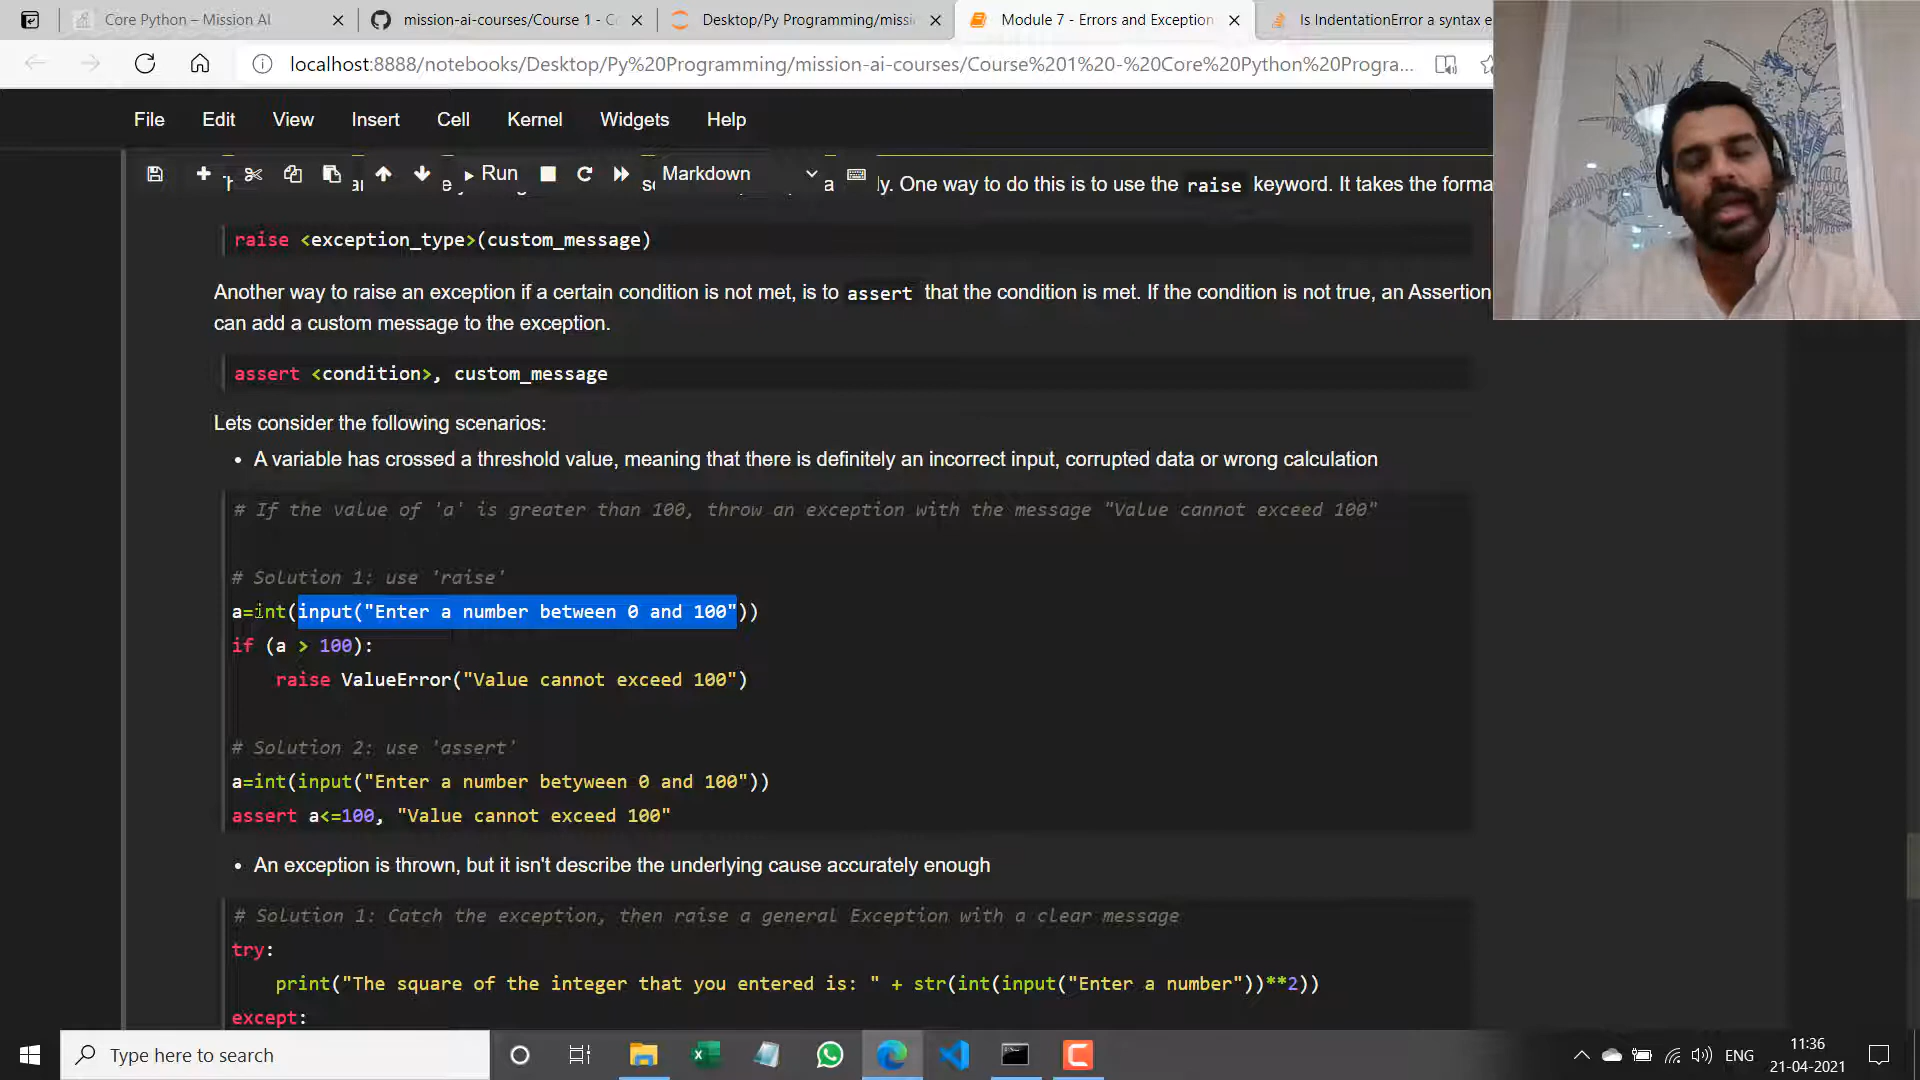 Core Python – Mission AI
mission-ai-courses/Course 1 - C
Desktop/Py Programming/missi
Module 7 - Errors and Exception
Is IndentationError a syntax e
localhost:8888/notebooks/Desktop/Py%20Programming/mission-ai-courses/Course%201%20-%20Core%20Python%20Progra...
File Edit View Insert Cell Kernel Widgets Help
Run Markdown
ly. One way to do this is to use the raise keyword. It takes the forma
raise <exception_type>(custom_message)
Another way to raise an exception if a certain condition is not met, is to assert that the condition is met. If the condition is not true, an Assertion
can add a custom message to the exception.
assert <condition>, custom_message
Lets consider the following scenarios:
• A variable has crossed a threshold value, meaning that there is definitely an incorrect input, corrupted data or wrong calculation
# If the value of 'a' is greater than 100, throw an exception with the message "Value cannot exceed 100"
# Solution 1: use 'raise'
a=int(input("Enter a number between 0 and 100"))
if (a > 100):
raise ValueError("Value cannot exceed 100")
# Solution 2: use 'assert'
a=int(input("Enter a number betyween 0 and 100"))
assert a<=100, "Value cannot exceed 100"
• An exception is thrown, but it isn't describe the underlying cause accurately enough
# Solution 1: Catch the exception, then raise a general Exception with a clear message
try:
print("The square of the integer that you entered is: " + str(int(input("Enter a number"))**2))
except:
Type here to search
ENG
11:36
21-04-2021